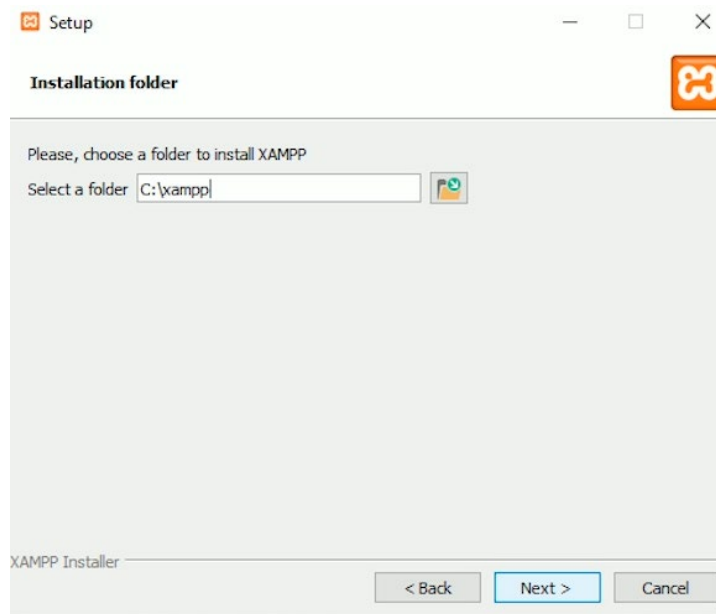 Setup
Installation folder
Please, choose a folder to install XAMPP
Select a folder C:\xampp
XAMPP Installer
< Back Next > Cancel